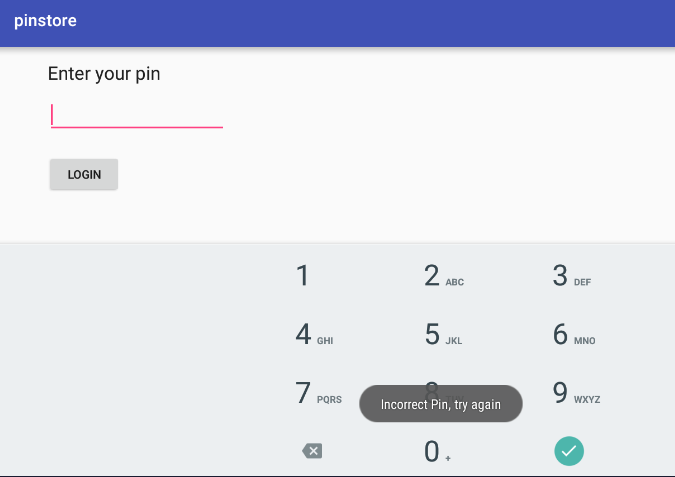 pinstore
Enter your pin
LOGIN
1
2 ABC
3 DEF
4 GHI
5 JKL
6 MNO
7 PQRS
8
9 WXYZ
Incorrect Pin, try again
0 +